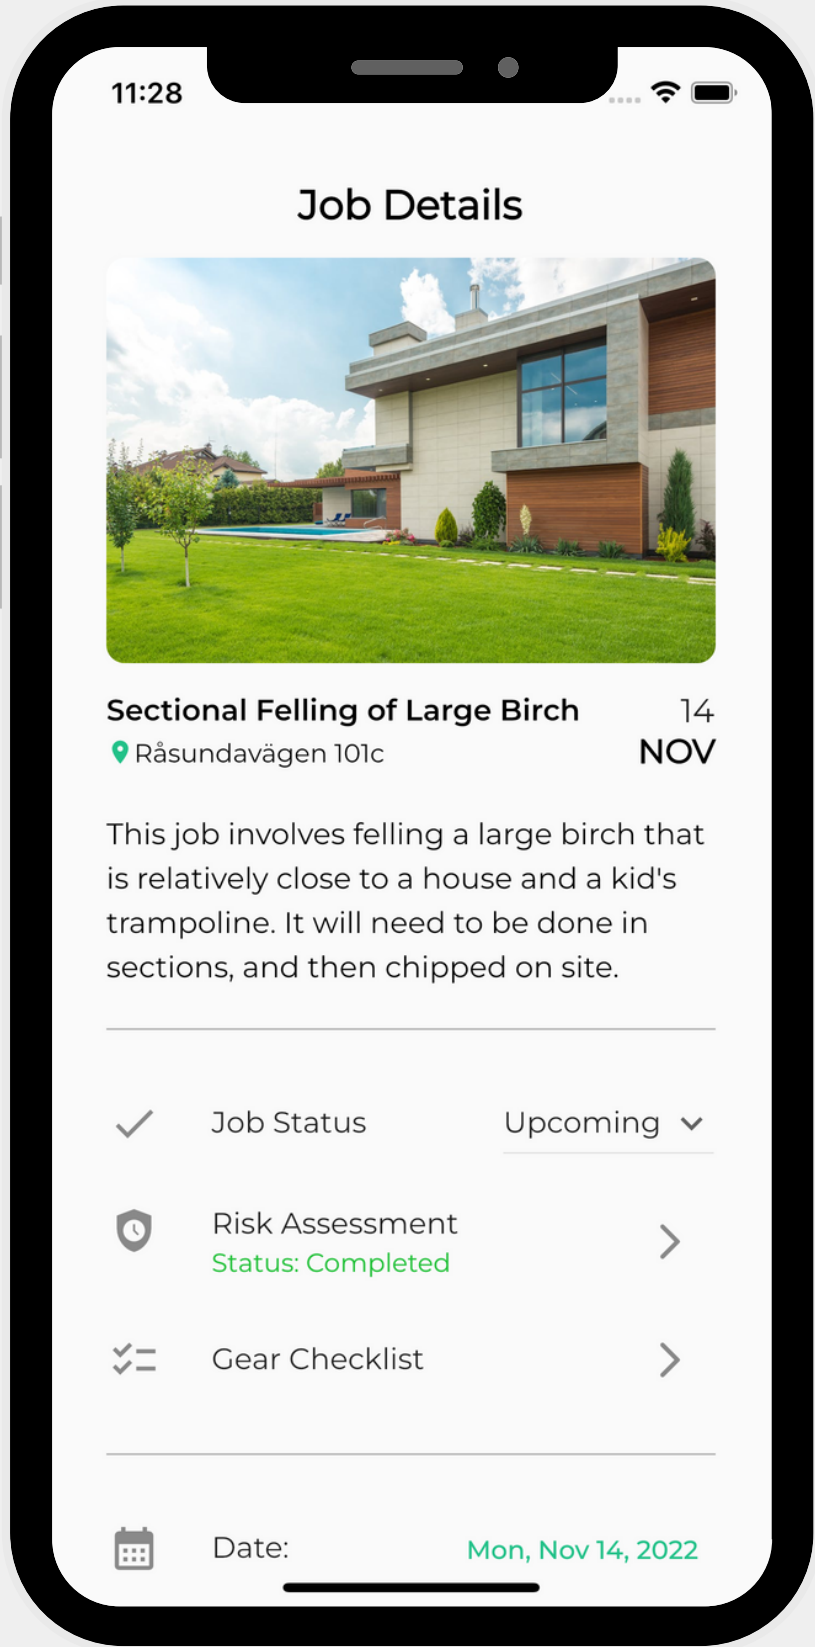 11:28
Job Details
Sectional Felling of Large Birch
14
Råsundavägen 101c
NOV
This job involves felling a large birch that
is relatively close to a house and a kid's
trampoline. It will need to be done in
sections, and then chipped on site.
Job Status
Upcoming
Risk Assessment
Status: Completed
Gear Checklist
Date:
Mon, Nov 14, 2022